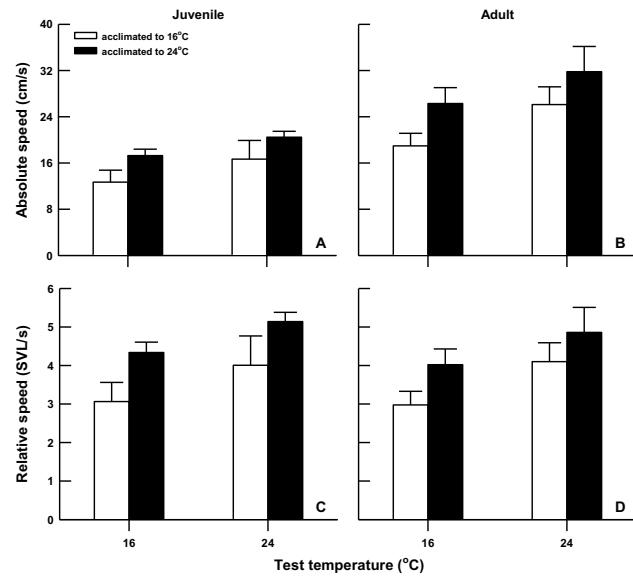 Juvenile
Adult
40
32
24
16
8
0
Absolute speed (cm/s)
acclimated to 16°C
acclimated to 24°C
A
B
6
5
4
3
2
1
0
Relative speed (SVL/s)
C
D
16
24
16
24
Test temperature (°C)